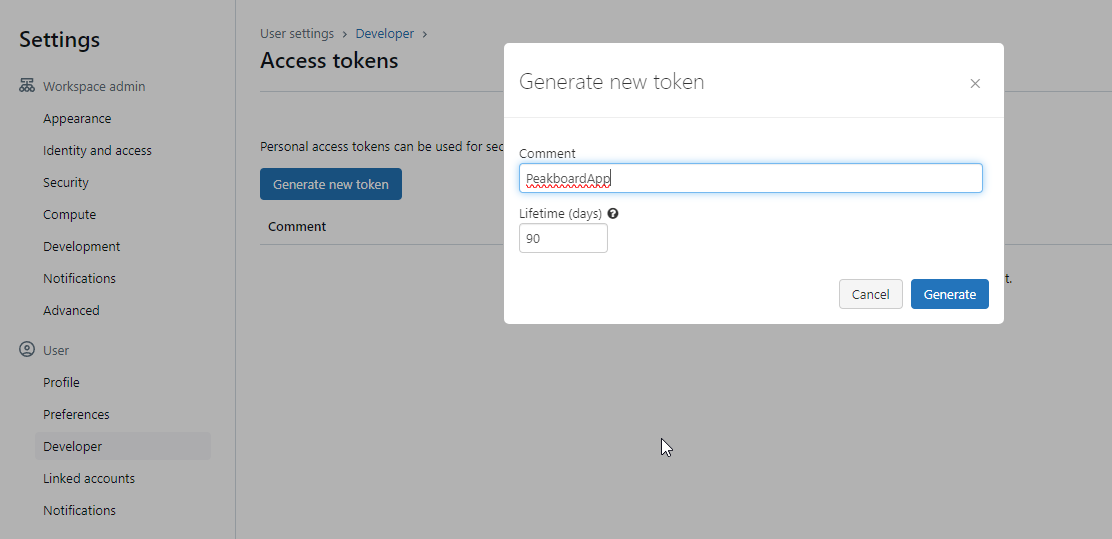 Settings
Workspace admin
Appearance
Identity and access
Security
Compute
Development
Notifications
Advanced
User
Profile
Preferences
Developer
Linked accounts
Notifications
User settings › Developer ›
Access tokens
Personal access tokens can be used for sec
Generate new token
Comment
t.
Generate new token
×
Comment
PeakboardApp
Lifetime (days) ?
90
Cancel
Generate